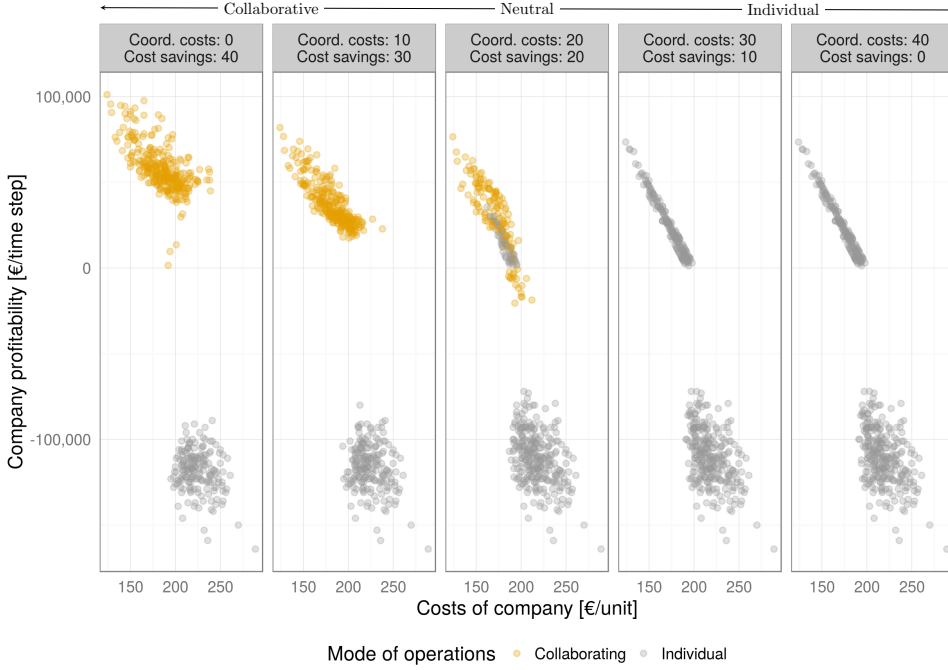 Collaborative Neutral Individual
Coord. costs: 0
Cost savings: 40
Coord. costs: 10
Cost savings: 30
Coord. costs: 20
Cost savings: 20
Coord. costs: 30
Cost savings: 10
Coord. costs: 40
Cost savings: 0
Company profitability [€/time step]
100,000
0
-100,000
150 200 250 150 200 250 150 200 250 150 200 250 150 200 250
Costs of company [€/unit]
Mode of operations Collaborating Individual